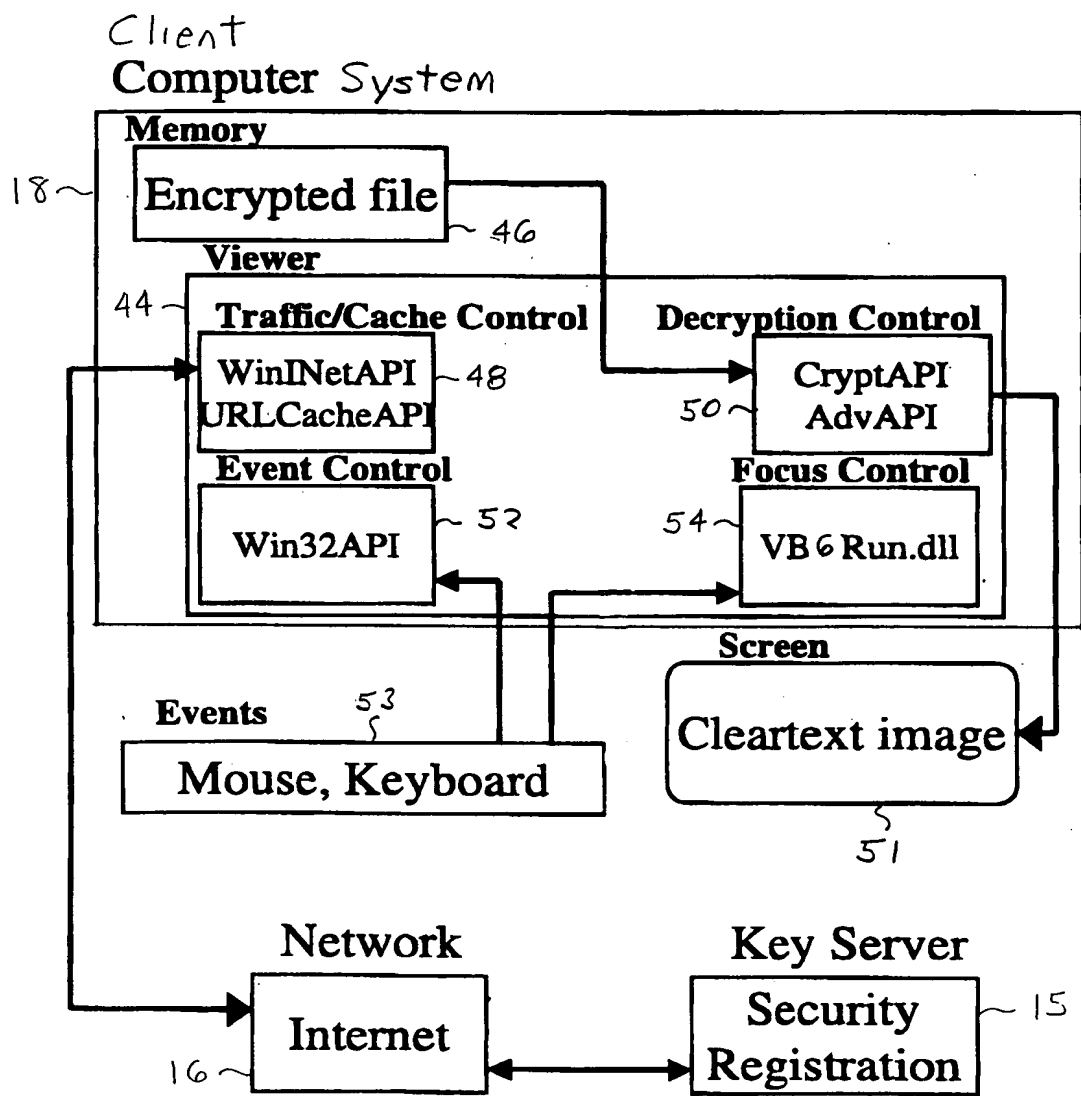 Client
Computer System
Memory
18
Encrypted file
46
Viewer
44
Traffic/Cache Control
Decryption Control
WinINetAPI
URLCacheAPI
48
CryptAPI
AdvAPI
50
Event Control
Focus Control
Win32API
52
54
VB6Run.dll
Screen
Events
53
Mouse, Keyboard
Cleartext image
51
Network
Key Server
Internet
16
Security
Registration
15